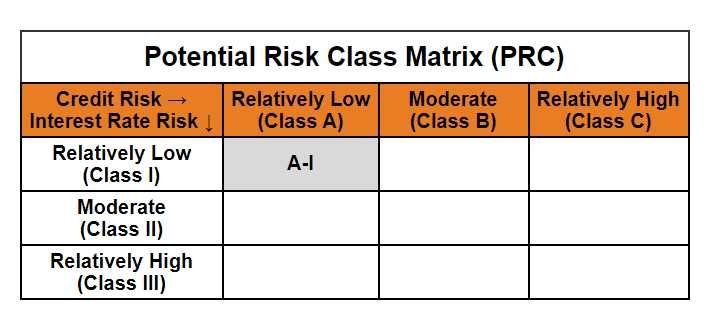 Potential Risk Class Matrix (PRC)
Credit Risk → Relatively Low Moderate Relatively High
Interest Rate Risk ↓ (Class A) (Class B) (Class C)
Relatively Low
(Class I)
A-I
Moderate
(Class II)
Relatively High
(Class III)